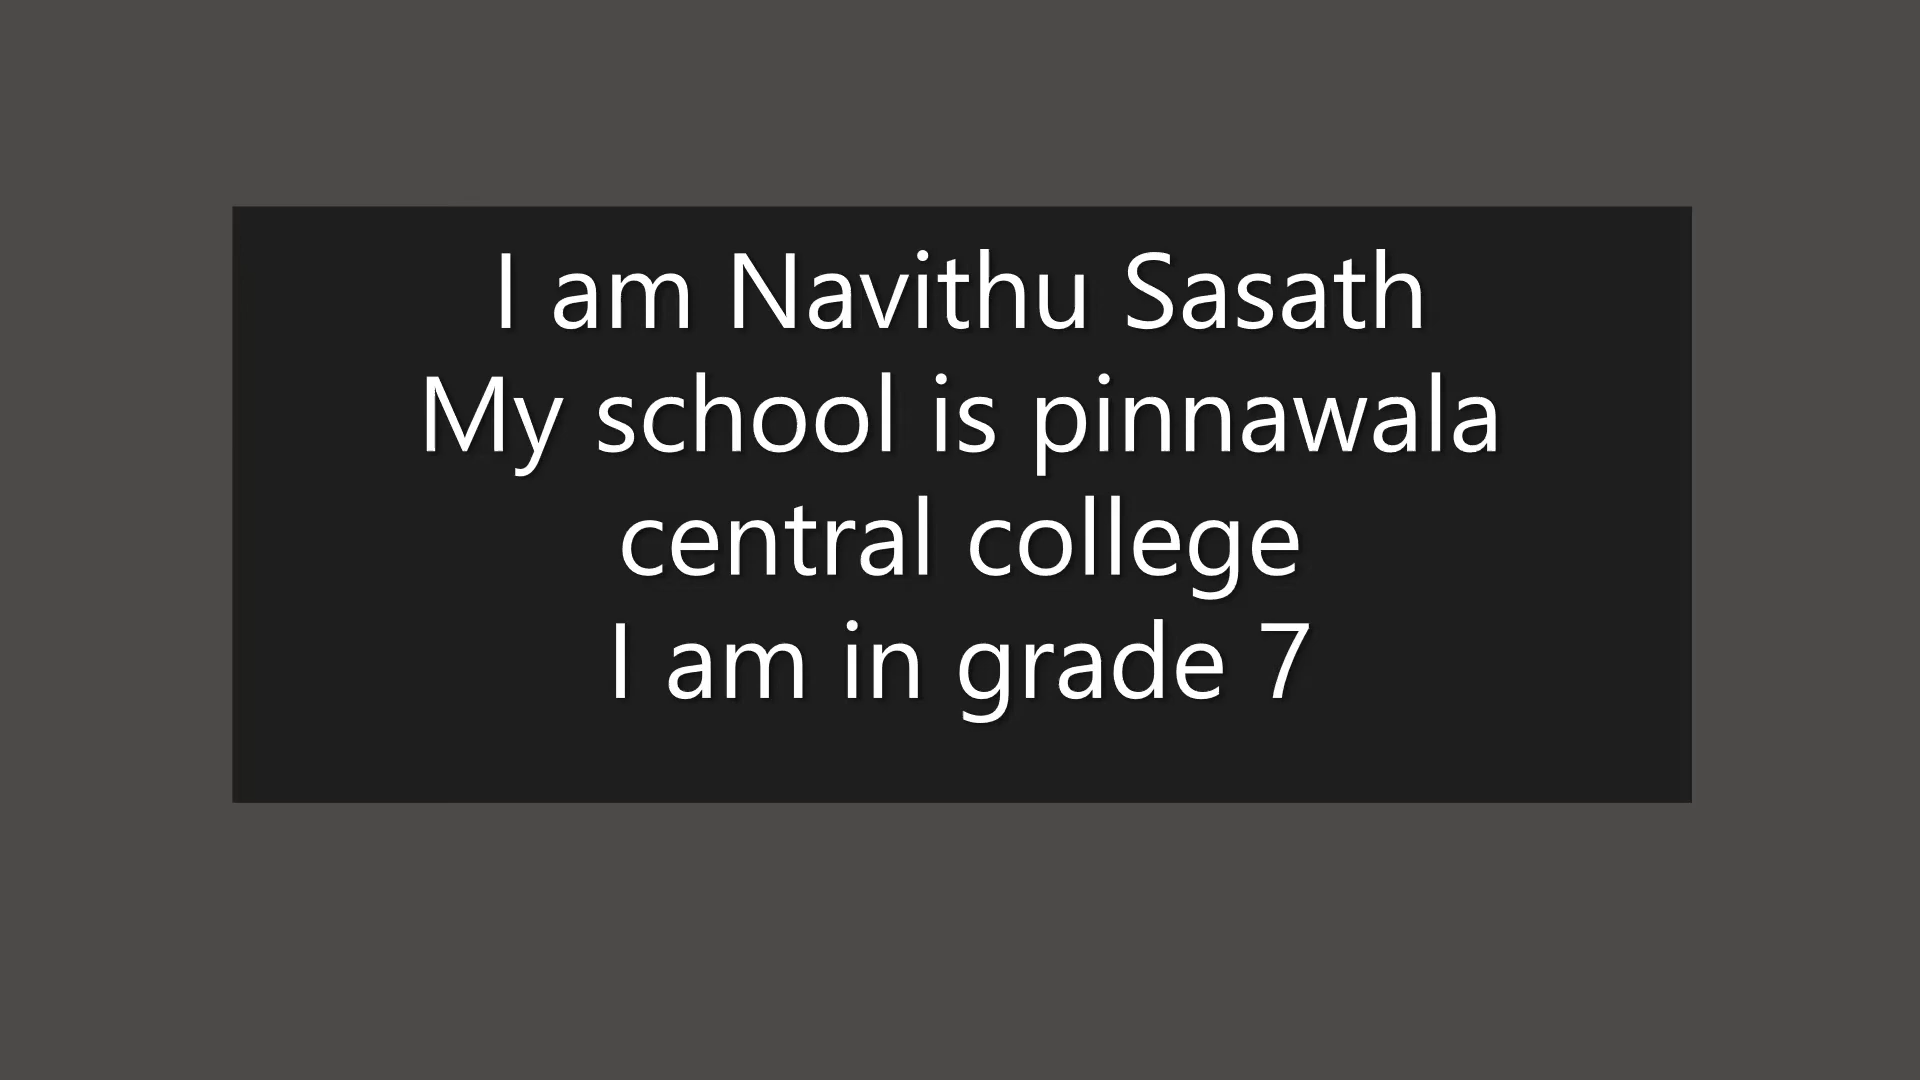 I am Navithu Sasath
My school is pinnawala
central college
I am in grade 7